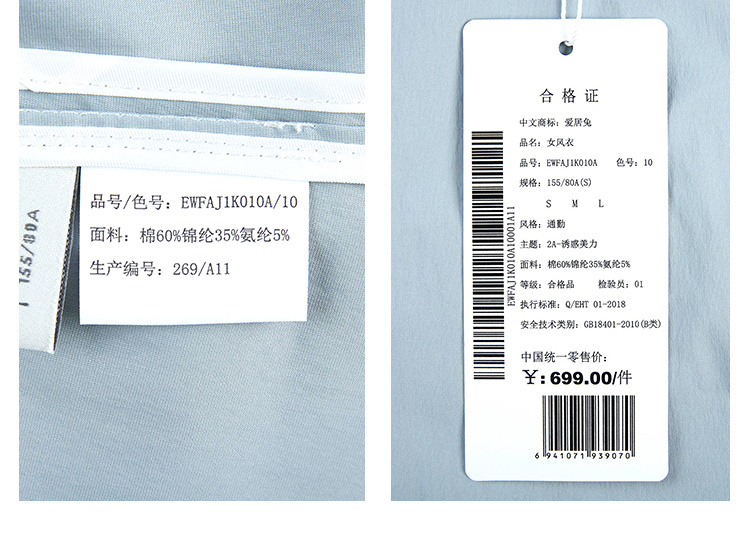 品号/色号: EWFAJ1K010A/10
面料: 棉60%锦纶35%氨纶5%
生产编号: 269/A11
155/80A
合格证
中文商标: 爱居兔
品名: 女风衣
品号: EWFAJ1K010A 色号: 10
规格: 155/80A(S)
S M L
风格: 通勤
主题: 2A-诱惑美力
面料: 棉60%锦纶35%氨纶5%
等级: 合格品 检验员: 01
执行标准: Q/EHT 01-2018
安全技术类别: GB18401-2010(B类)
中国统一零售价:
¥: 699.00/件
EWFAJ1K010A10001A11
6 941071 939070